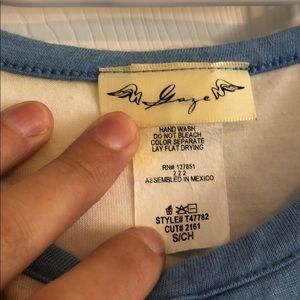 Gaze
HAND WASH
DO NOT BLEACH
COLOR SEPARATE
LAY FLAT DRYING
RN# 127851
2 2 2
ASSEMBLED IN MEXICO
STYLE# T47782
CUT# 2161
S/CH